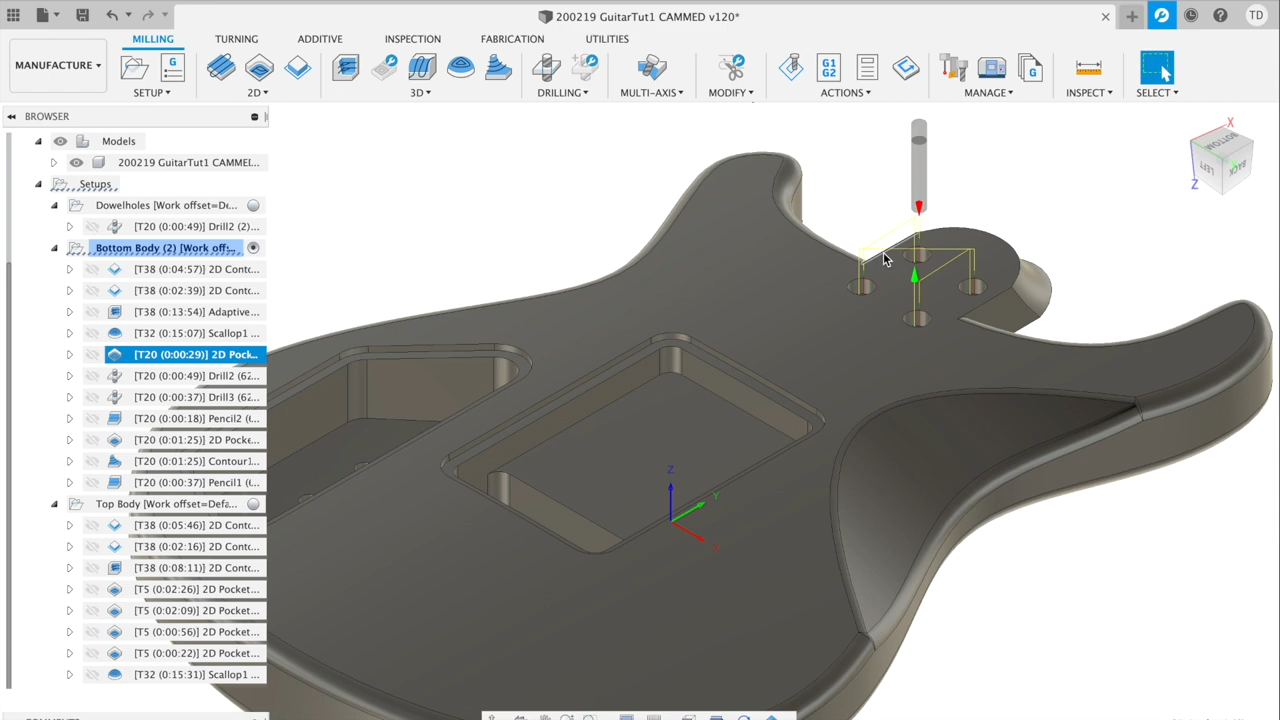 200219 GuitarTut1 CAMMED v120*
TD
MILLING
TURNING
ADDITIVE
INSPECTION
FABRICATION
UTILITIES
MANUFACTURE
SETUP
2D
3D
DRILLING
MULTI-AXIS
MODIFY
G1
G2
ACTIONS
MANAGE
INSPECT
SELECT
BROWSER
Models
200219 GuitarTut1 CAMMEI...
Setups
Dowelholes [Work offset=De...
[T20 (0:00:49)] Drill2 (2)...
Bottom Body (2) [Work off...
[T38 (0:04:57)] 2D Conto...
[T38 (0:02:39)] 2D Conto...
[T38 (0:13:54)] Adaptive...
[T32 (0:15:07)] Scallop1 ...
[T20 (0:00:29)] 2D Pock...
[T20 (0:00:49)] Drill2 (62...
[T20 (0:00:37)] Drill3 (62...
[T20 (0:00:18)] Pencil2 (...
[T20 (0:01:25)] 2D Pocke...
[T20 (0:01:25)] Contour1...
[T20 (0:00:37)] Pencil1 (...
Top Body [Work offset=Defa...
[T38 (0:05:46)] 2D Conto...
[T38 (0:02:16)] 2D Conto...
[T38 (0:08:11)] 2D Conto...
[T5 (0:02:26)] 2D Pocket...
[T5 (0:02:09)] 2D Pocket...
[T5 (0:00:56)] 2D Pocket...
[T5 (0:00:22)] 2D Pocket...
[T32 (0:15:31)] Scallop1 ...
X
BOTTOM
LEFT
BACK
Z
Z
Y
X